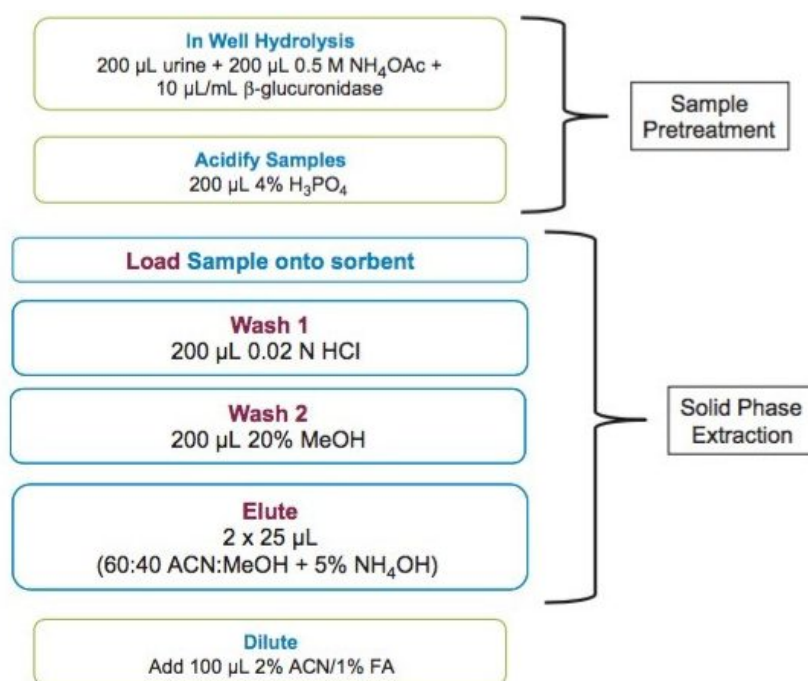 In Well Hydrolysis
200 µL urine + 200 µL 0.5 M NH₄OAc +
10 µL/mL β-glucuronidase
Acidify Samples
200 µL 4% H₃PO₄
Sample
Pretreatment
Load Sample onto sorbent
Wash 1
200 µL 0.02 N HCl
Wash 2
200 µL 20% MeOH
Elute
2 x 25 µL
(60:40 ACN:MeOH + 5% NH₄OH)
Solid Phase
Extraction
Dilute
Add 100 µL 2% ACN/1% FA